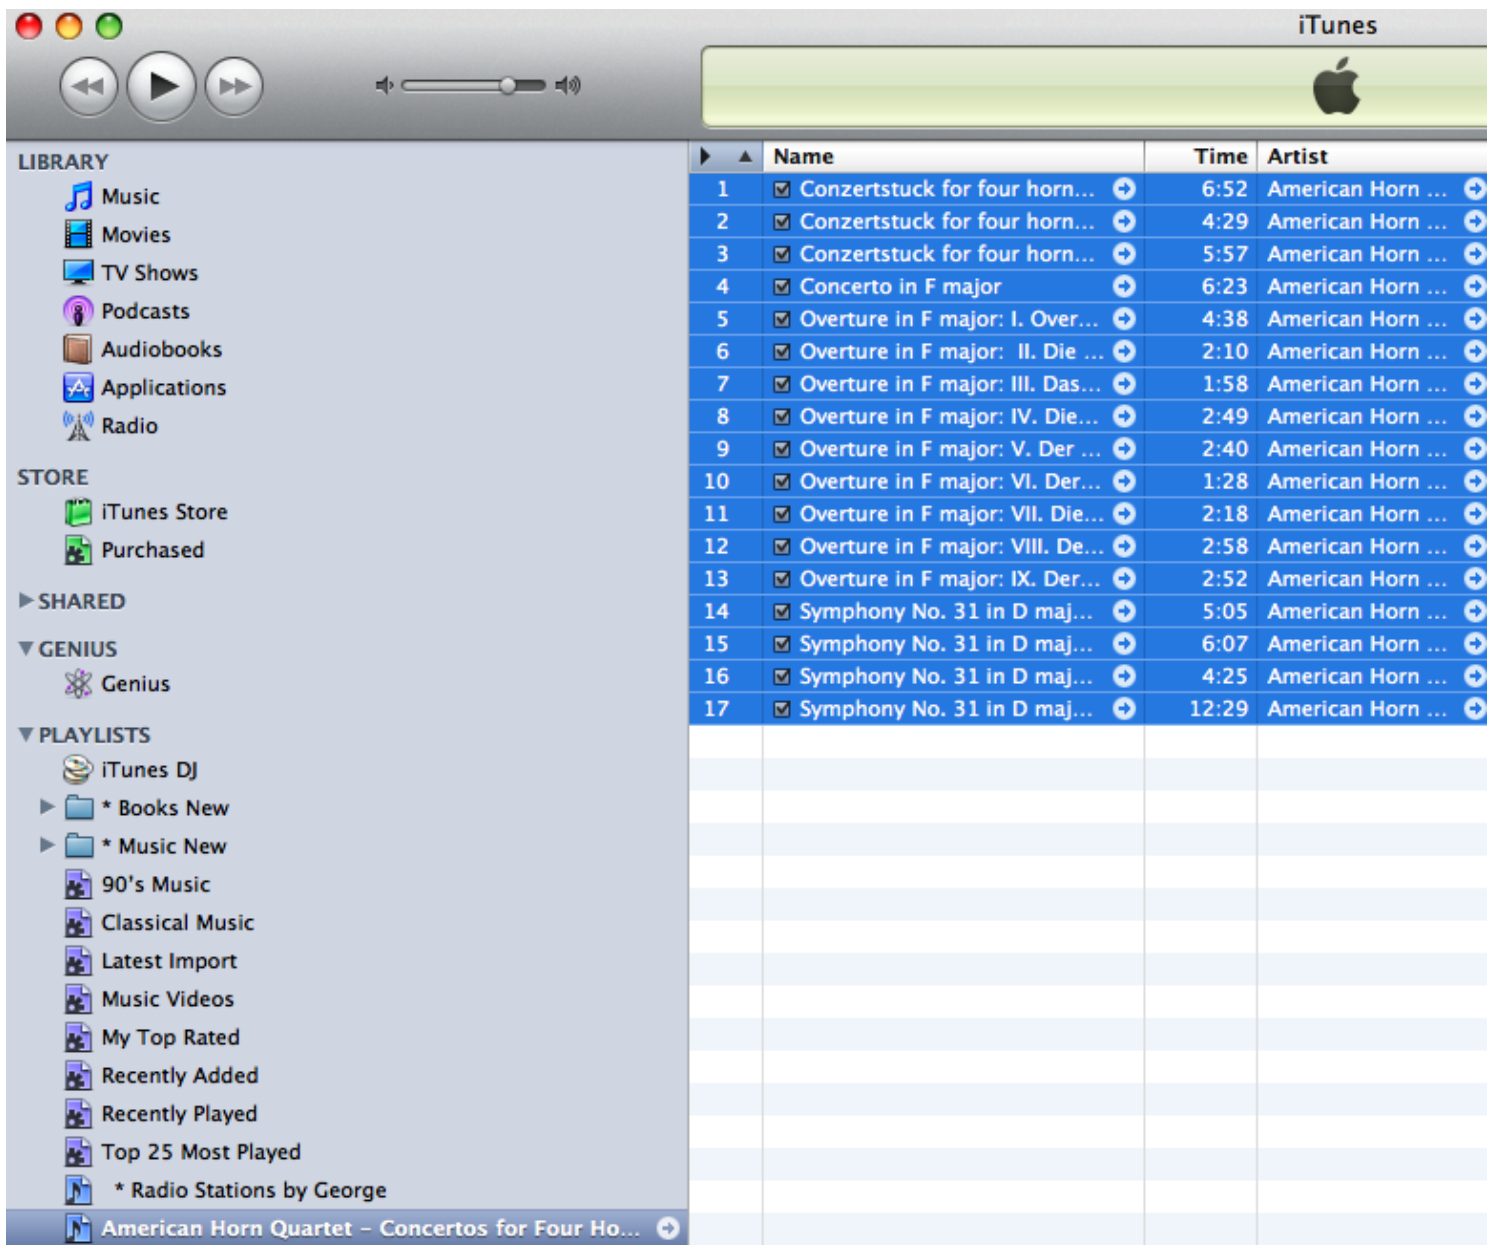 iTunes
LIBRARY
Music
Movies
TV Shows
Podcasts
Audiobooks
Applications
Radio
STORE
iTunes Store
Purchased
SHARED
GENIUS
Genius
PLAYLISTS
iTunes DJ
* Books New
* Music New
90's Music
Classical Music
Latest Import
Music Videos
My Top Rated
Recently Added
Recently Played
Top 25 Most Played
* Radio Stations by George
American Horn Quartet – Concertos for Four Ho...
Name Time Artist
1 Conzertstuck for four horn... 6:52 American Horn ...
2 Conzertstuck for four horn... 4:29 American Horn ...
3 Conzertstuck for four horn... 5:57 American Horn ...
4 Concerto in F major 6:23 American Horn ...
5 Overture in F major: I. Over... 4:38 American Horn ...
6 Overture in F major:  II. Die ... 2:10 American Horn ...
7 Overture in F major: III. Das... 1:58 American Horn ...
8 Overture in F major: IV. Die... 2:49 American Horn ...
9 Overture in F major: V. Der ... 2:40 American Horn ...
10 Overture in F major: VI. Der... 1:28 American Horn ...
11 Overture in F major: VII. Die... 2:18 American Horn ...
12 Overture in F major: VIII. De... 2:58 American Horn ...
13 Overture in F major: IX. Der... 2:52 American Horn ...
14 Symphony No. 31 in D maj... 5:05 American Horn ...
15 Symphony No. 31 in D maj... 6:07 American Horn ...
16 Symphony No. 31 in D maj... 4:25 American Horn ...
17 Symphony No. 31 in D maj... 12:29 American Horn ...